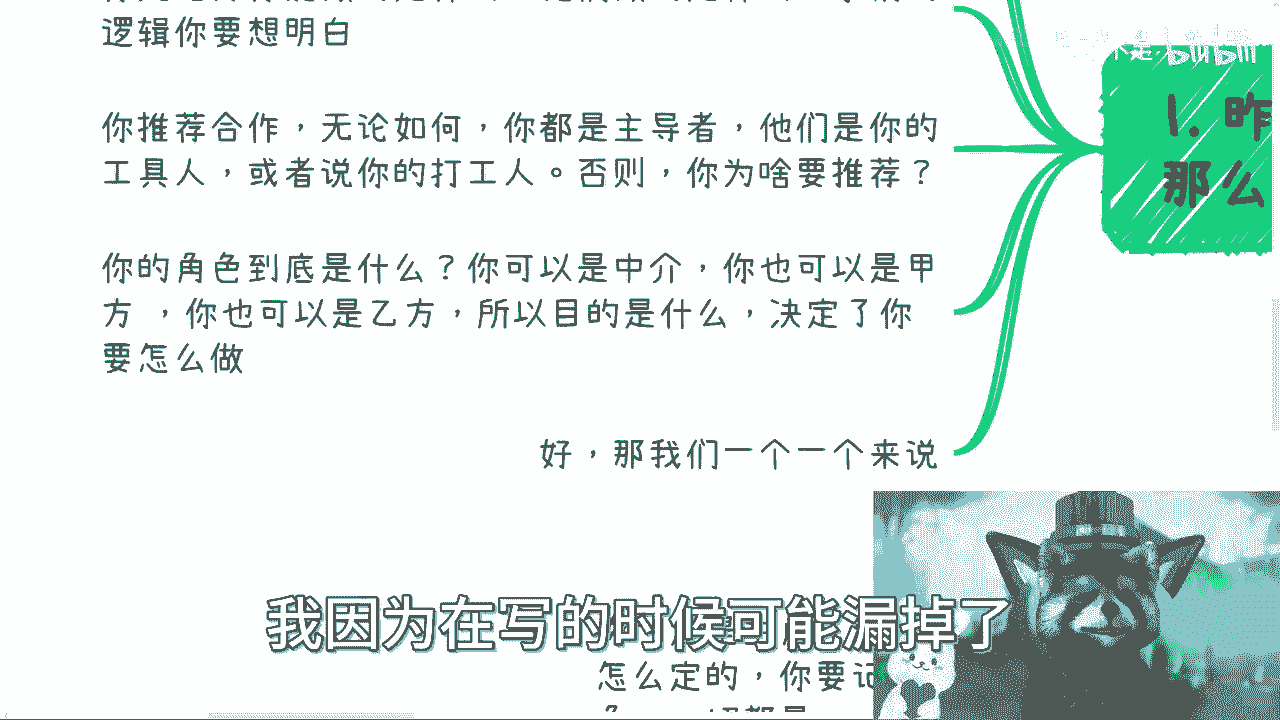 逻辑你要想明白
你推荐合作，无论如何，你都是主导者，他们是你的
工具人，或者说你的打工人。否则，你为啥要推荐？
你的角色到底是什么？你可以是中介，你也可以是甲
方 ，你也可以是乙方，所以目的是什么，决定了你
要怎么做
好，那我们一个一个来说
1. 昨
那么
bilibili
我因为在写的时候可能漏掉了
怎么定的，你要记